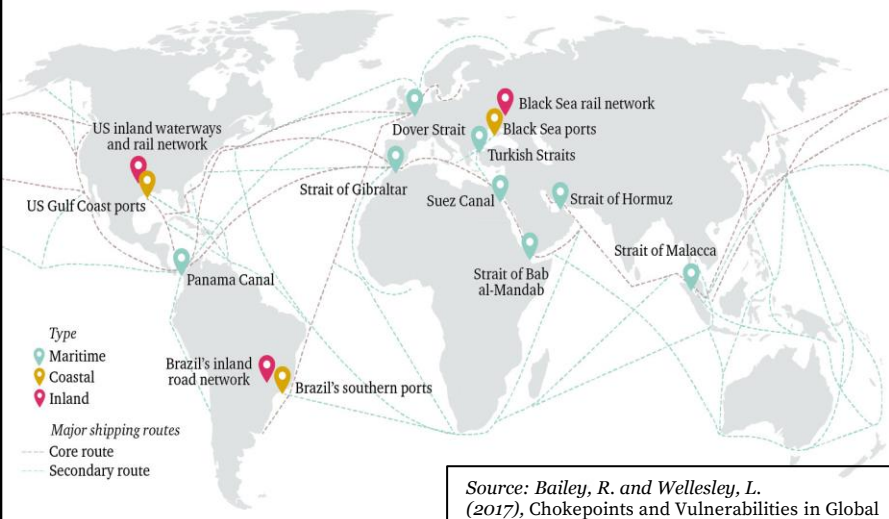 Black Sea rail network
Dover Strait
Black Sea ports
US inland waterways
and rail network
Turkish Straits
Strait of Gibraltar
US Gulf Coast ports
Suez Canal
Strait of Hormuz
Strait of Malacca
Panama Canal
Strait of Bab
al-Mandab
Type
Maritime
Coastal
Inland
Brazil's inland
road network
Brazil's southern ports
Major shipping routes
Core route
Secondary route
Source: Bailey, R. and Wellesley, L.
(2017), Chokepoints and Vulnerabilities in Global